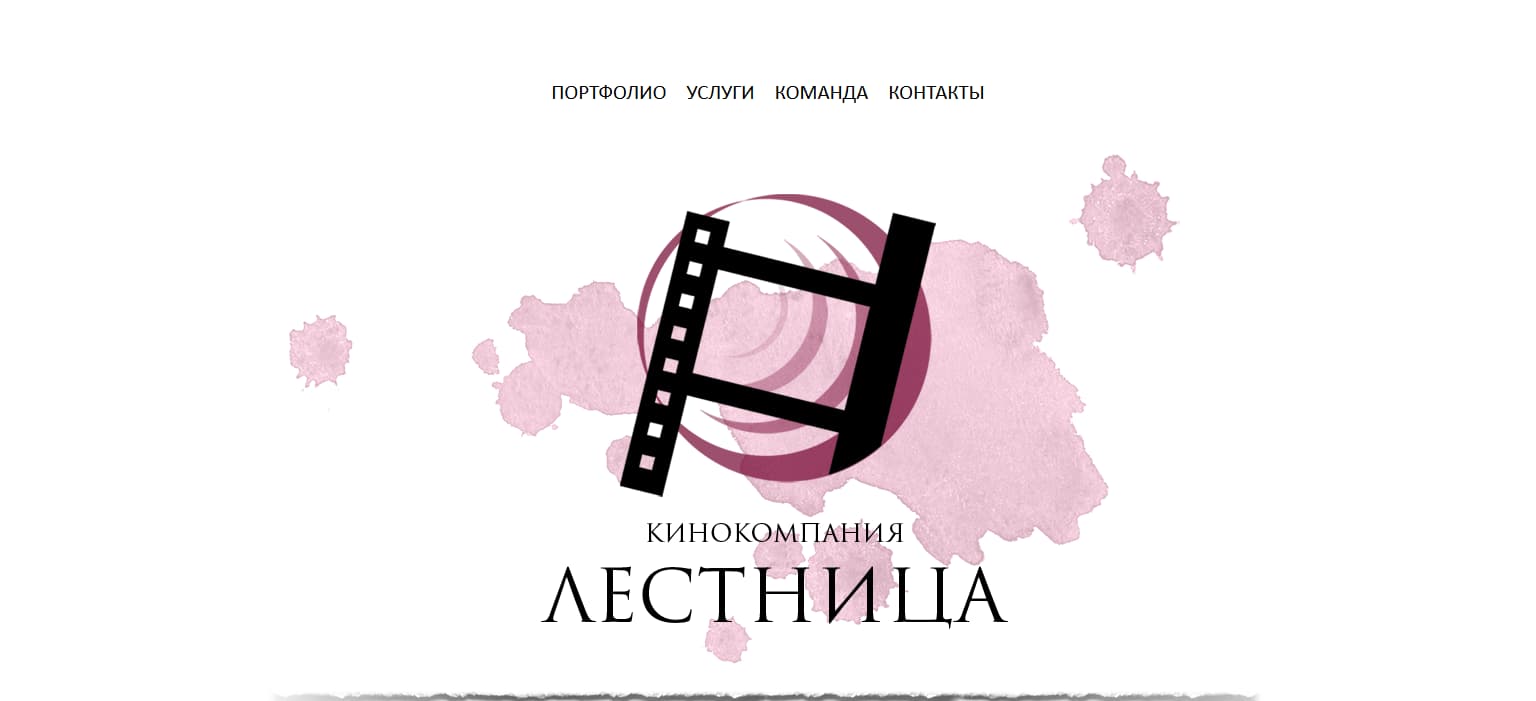 ПОРТФОЛИО УСЛУГИ КОМАНДА КОНТАКТЫ
КИНОКОМПАНИЯ
ЛЕСТНИЦА